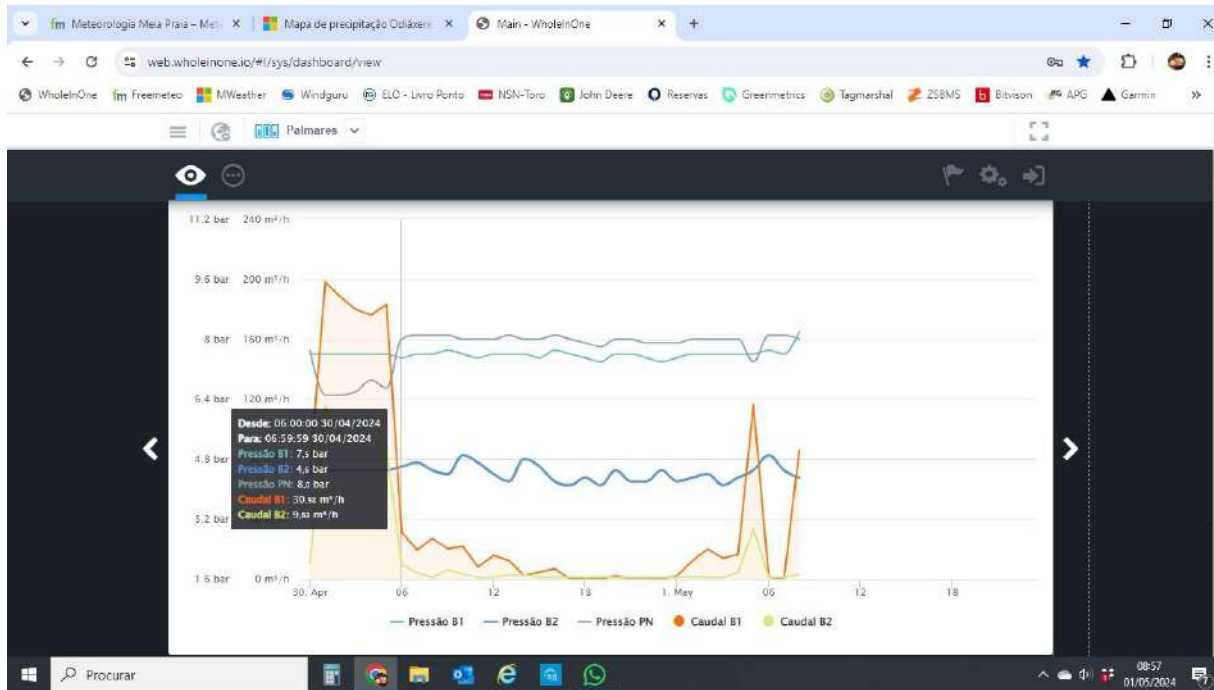 Meteorologia Meia Praia – Met
Mapa de precipitação Odiáxere
Main - WholeInOne
web.wholeinone.io/#!/sys/dashboard/view
WholeInOne
Freemeteo
MWeather
Windguru
ELO - Livro Ponto
NSN-Toro
John Deere
Reservas
Greenmetrics
Tagmarshal
ZSBMS
APG
Garmin
Palmares
11.2 bar 240 m³/h
9.6 bar 200 m³/h
8 bar 160 m³/h
6.4 bar 120 m³/h
Desde: 06:00:00 30/04/2024
Para: 06:59:59 30/04/2024
4.8 bar
Pressão B1: 7,5 bar
Pressão B2: 4,6 bar
Pressão PN: 8,0 bar
Caudal B1: m³/h
3.2 bar
Caudal B2: m³/h
1.6 bar 0 m³/h
30. Apr 06 12 18 1. May 06 12 18
Pressão B1 Pressão B2 Pressão PN Caudal B1 Caudal B2
Procurar
08:57
01/05/2024